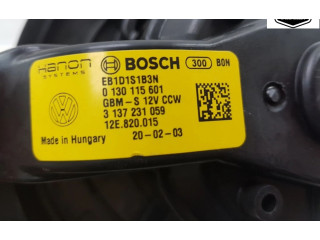 Hanon SYSTEMS BOSCH 300 BGN
EB1D1S1B3N
0 130 115 601
GBM-S 12V CCW
3 137 231 059
12E.820.015
Made in Hungary 20-02-03